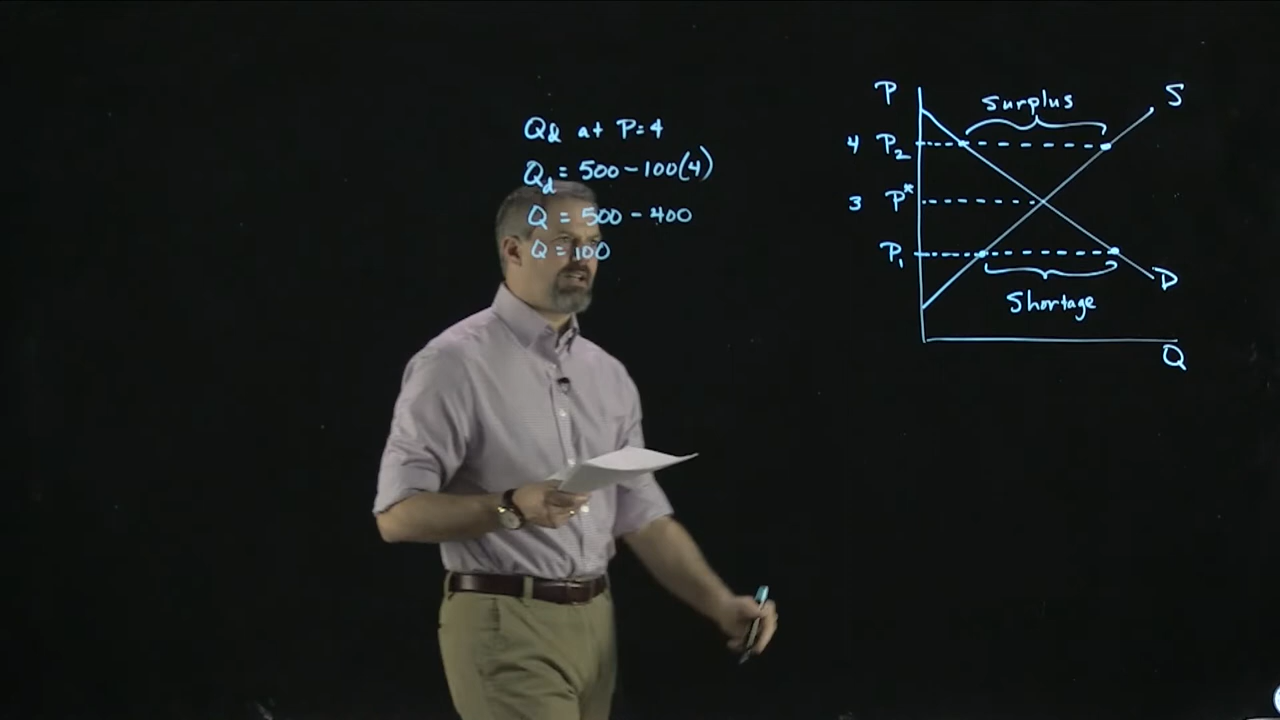 Qd at P=4
Qd = 500 - 100(4)
Q = 500 - 400
Q = 100
P
Surplus
S
4 P2
3 P*
P1
D
Shortage
Q